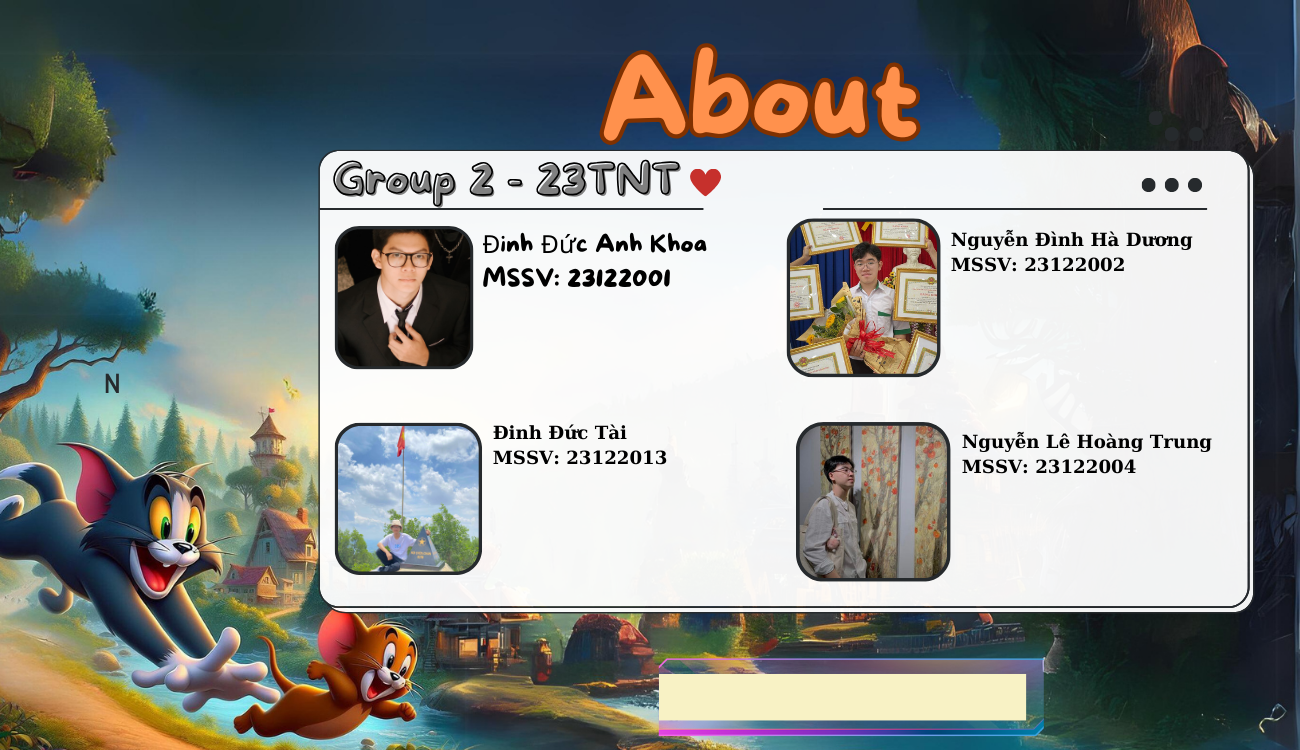 About
Group 2 - 23TNT
Đinh Đức Anh Khoa
MSSV: 23122001
Nguyễn Đình Hà Dương
MSSV: 23122002
Đinh Đức Tài
MSSV: 23122013
Nguyễn Lê Hoàng Trung
MSSV: 23122004
N